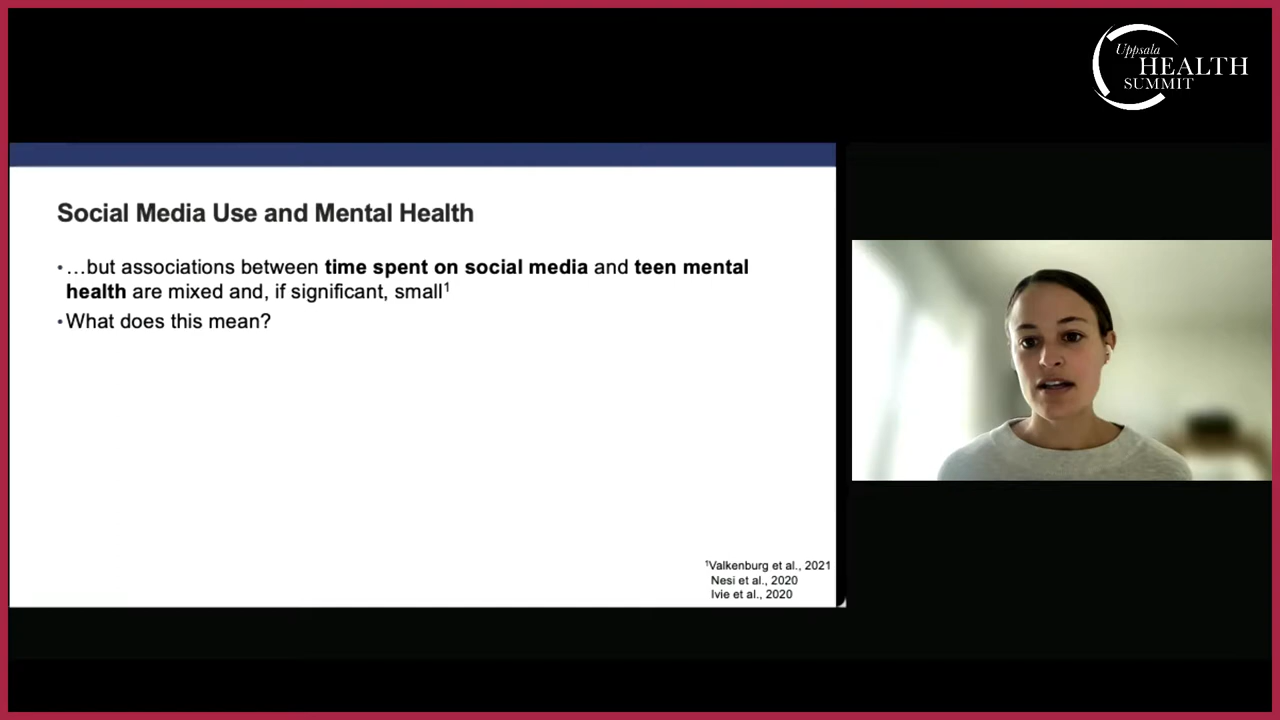 Uppsala
HEALTH
SUMMIT
Social Media Use and Mental Health
•…but associations between time spent on social media and teen mental
health are mixed and, if significant, small¹
•What does this mean?
¹Valkenburg et al., 2021
Nesi et al., 2020
Ivie et al., 2020